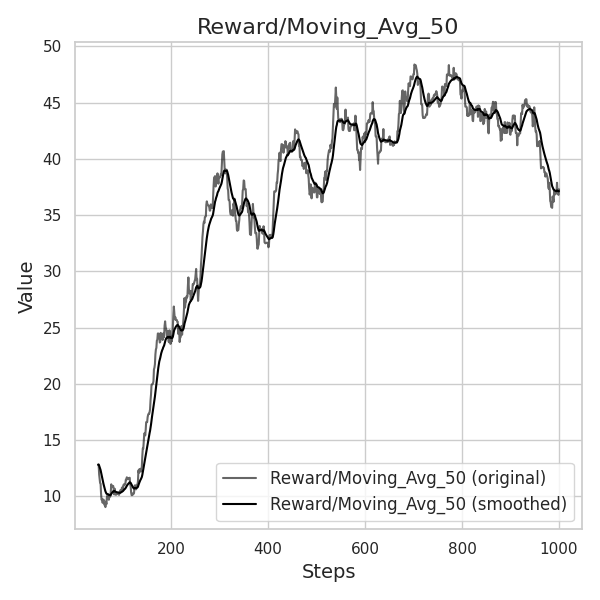 Reward/Moving_Avg_50
50
45
40
35
30
25
20
15
10
Value
200
400
600
800
1000
Steps
Reward/Moving_Avg_50 (original)
Reward/Moving_Avg_50 (smoothed)